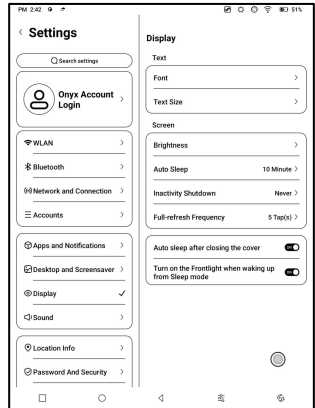 PM 2:42
51%
Settings
Search settings
Onyx Account
Login
WLAN
Bluetooth
Network and Connection
Accounts
Apps and Notifications
Desktop and Screensaver
Display
Sound
Location Info
Password And Security
Display
Text
Font
Text Size
Screen
Brightness
Auto Sleep 10 Minute
Inactivity Shutdown Never
Full-refresh Frequency 5 Tap(s)
Auto sleep after closing the cover ON
Turn on the Frontlight when waking up
from Sleep mode ON